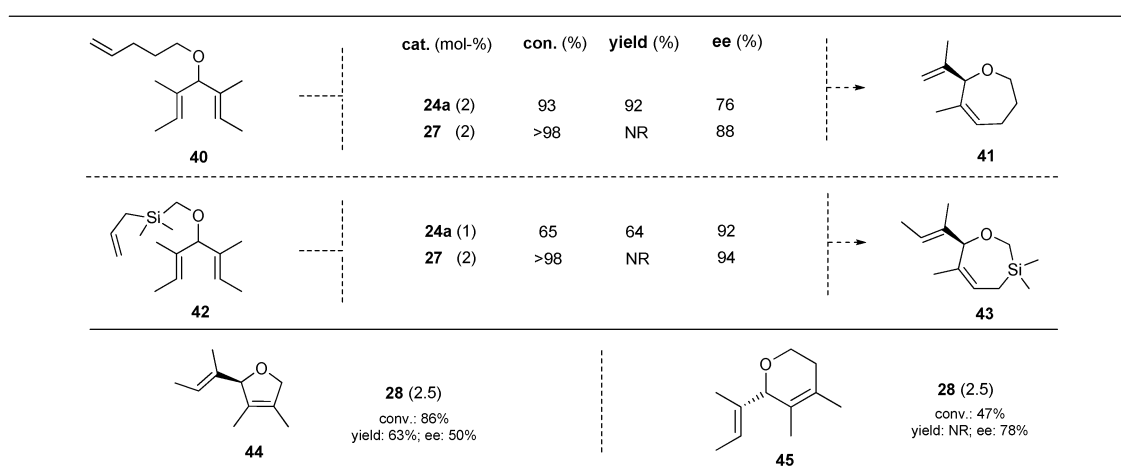 cat. (mol-%) con. (%) yield (%) ee (%)
O
24a (2) 93 92 76
27 (2) >98 NR 88
40
O
41
Si
O
24a (1) 65 64 92
27 (2) >98 NR 94
42
O
Si
43
O
28 (2.5)
conv.: 86%
yield: 63%; ee: 50%
44
O
28 (2.5)
conv.: 47%
yield: NR; ee: 78%
45